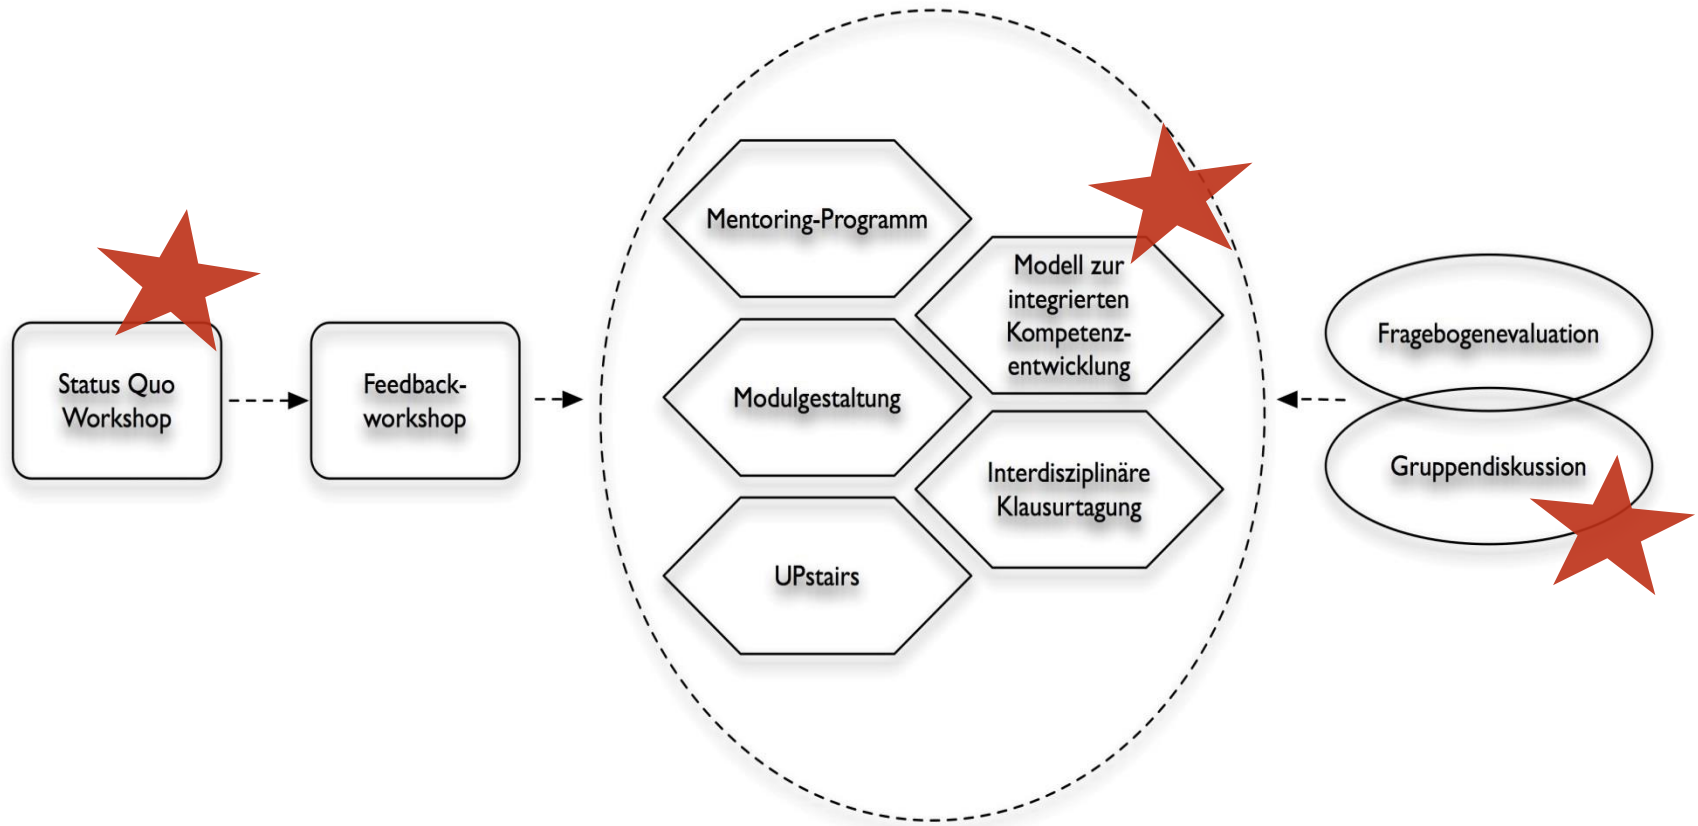 Status Quo
Workshop
Feedback-
workshop
Mentoring-Programm
Modulgestaltung
UPstairs
Modell zur
integrierten
Kompetenz-
entwicklung
Interdisziplinäre
Klausurtagung
Fragebogenevaluation
Gruppendiskussion